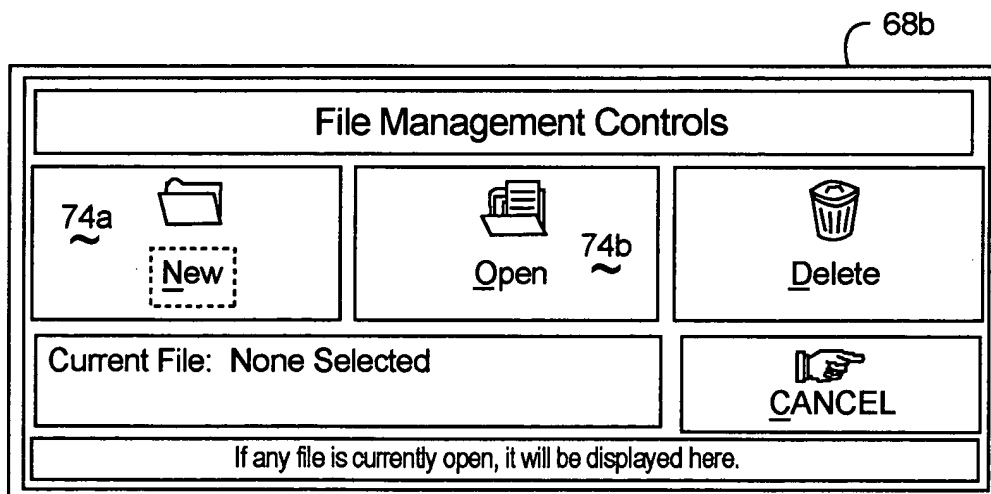 68b
File Management Controls
74a
New
Open
74b
Delete
Current File: None Selected
CANCEL
If any file is currently open, it will be displayed here.